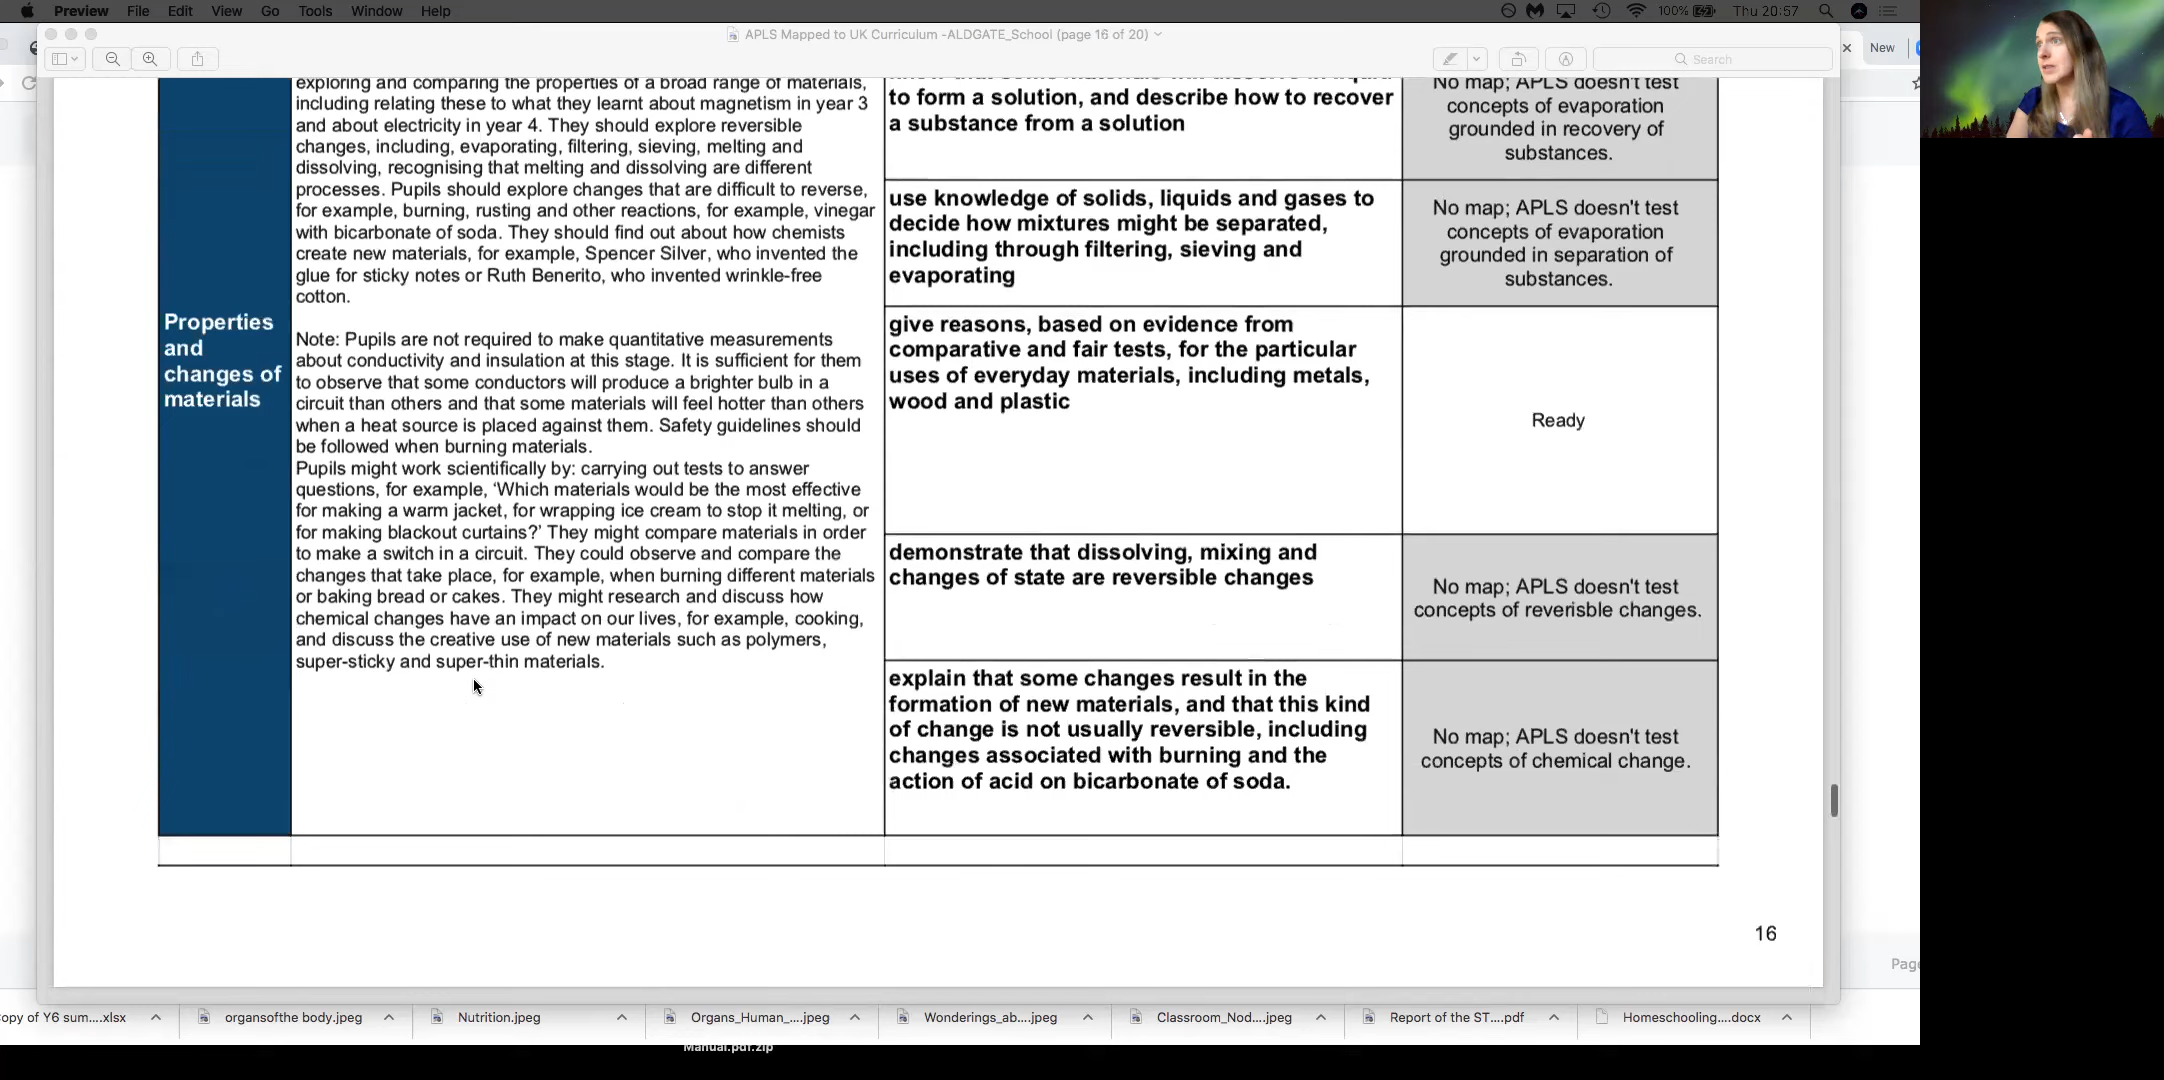 Preview File Edit View Go Tools Window Help
100% Thu 20:57
APLS Mapped to UK Curriculum -ALDGATE_School (page 16 of 20)
Search
New
Properties
and
changes of
materials
exploring and comparing the properties of a broad range of materials,
including relating these to what they learnt about magnetism in year 3
and about electricity in year 4. They should explore reversible
changes, including, evaporating, filtering, sieving, melting and
dissolving, recognising that melting and dissolving are different
processes. Pupils should explore changes that are difficult to reverse,
for example, burning, rusting and other reactions, for example, vinegar
with bicarbonate of soda. They should find out about how chemists
create new materials, for example, Spencer Silver, who invented the
glue for sticky notes or Ruth Benerito, who invented wrinkle-free
cotton.
Note: Pupils are not required to make quantitative measurements
about conductivity and insulation at this stage. It is sufficient for them
to observe that some conductors will produce a brighter bulb in a
circuit than others and that some materials will feel hotter than others
when a heat source is placed against them. Safety guidelines should
be followed when burning materials.
Pupils might work scientifically by: carrying out tests to answer
questions, for example, ‘Which materials would be the most effective
for making a warm jacket, for wrapping ice cream to stop it melting, or
for making blackout curtains?’ They might compare materials in order
to make a switch in a circuit. They could observe and compare the
changes that take place, for example, when burning different materials
or baking bread or cakes. They might research and discuss how
chemical changes have an impact on our lives, for example, cooking,
and discuss the creative use of new materials such as polymers,
super-sticky and super-thin materials.
to form a solution, and describe how to recover
a substance from a solution
No map; APLS doesn't test
concepts of evaporation
grounded in recovery of
substances.
use knowledge of solids, liquids and gases to
decide how mixtures might be separated,
including through filtering, sieving and
evaporating
No map; APLS doesn't test
concepts of evaporation
grounded in separation of
substances.
give reasons, based on evidence from
comparative and fair tests, for the particular
uses of everyday materials, including metals,
wood and plastic
Ready
demonstrate that dissolving, mixing and
changes of state are reversible changes
No map; APLS doesn't test
concepts of reverisble changes.
explain that some changes result in the
formation of new materials, and that this kind
of change is not usually reversible, including
changes associated with burning and the
action of acid on bicarbonate of soda.
No map; APLS doesn't test
concepts of chemical change.
16
Page
opy of Y6 sum....xlsx
organsofthe body.jpeg
Nutrition.jpeg
Organs_Human_....jpeg
Wonderings_ab....jpeg
Classroom_Nod....jpeg
Report of the ST....pdf
Homeschooling....docx
Manual.pdf.zip